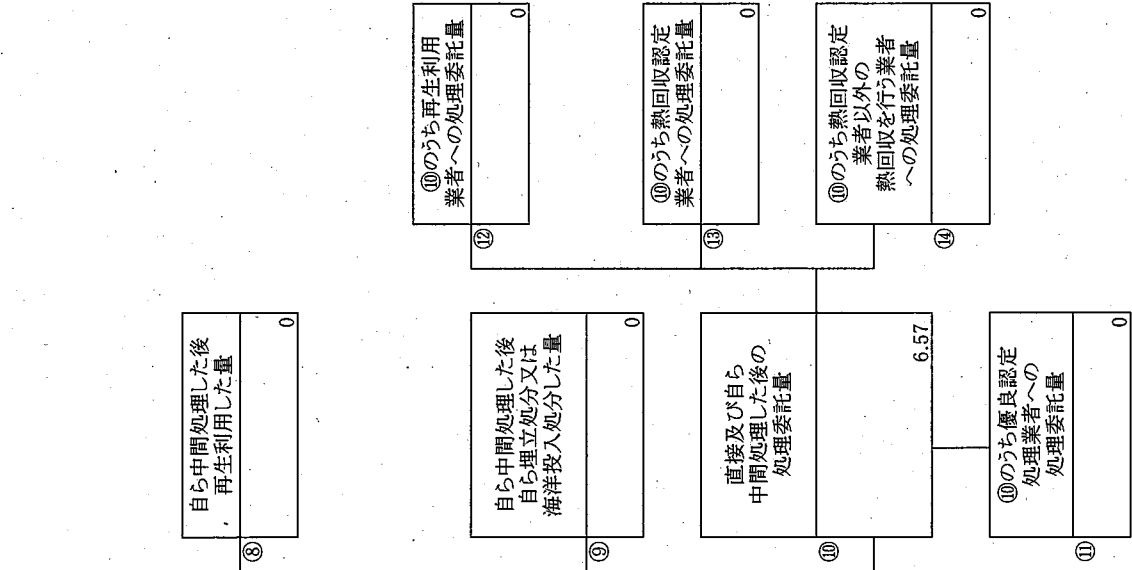 自ら中間処理した後
再生利用した量
0
⑧
自ら中間処理した後
自ら埋立処分又は
海洋投入処分した量
0
⑨
直接及び自ら
中間処理した後の
処理委託量
6.57
⑩
⑩のうち優良認定
処理業者への
処理委託量
0
⑪
⑩のうち再生利用
業者への処理委託量
0
⑫
⑩のうち熱回収認定
業者への処理委託量
0
⑬
⑩のうち熱回収認定
業者以外の
熱回収を行う業者
への処理委託量
0
⑭